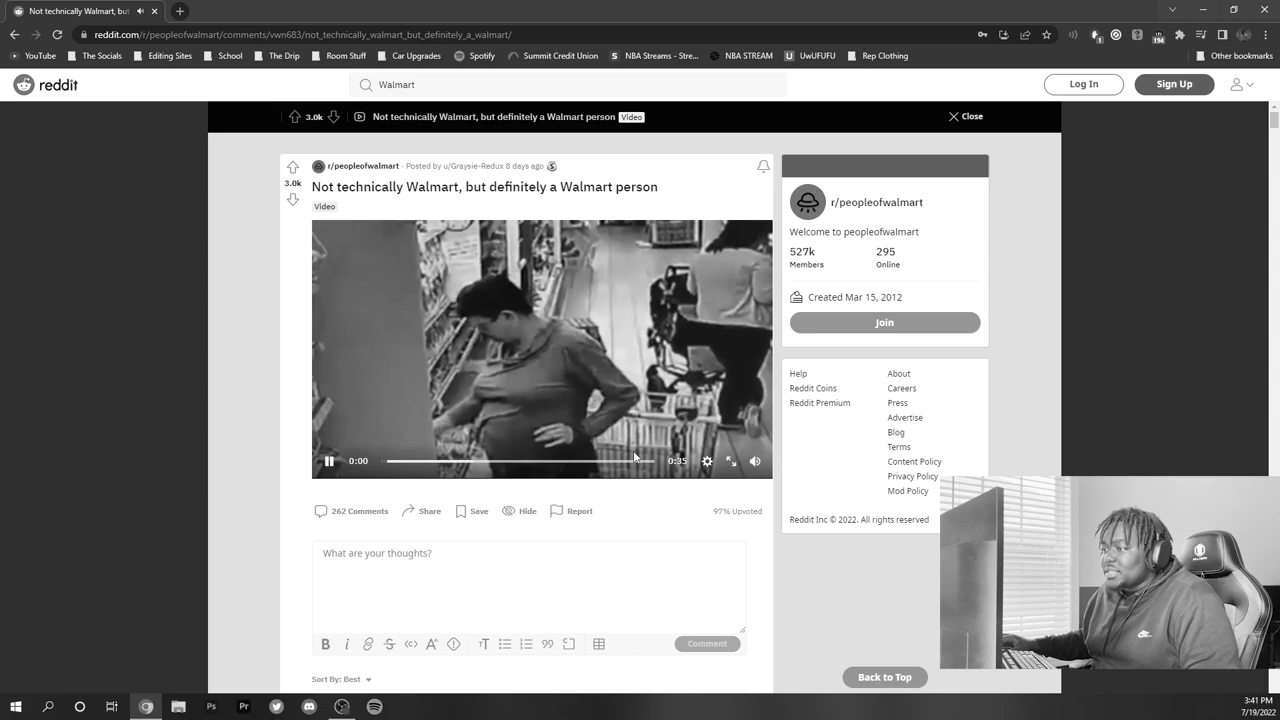 Not technically Walmart, but
reddit.com/r/peopleofwalmart/comments/vwn683/not_technically_walmart_but_definitely_a_walmart/
YouTube The Socials Editing Sites School The Drip Room Stuff Car Upgrades Spotify Summit Credit Union NBA Streams - Stre... NBA STREAM UwUFUFU Rep Clothing Other bookmarks
194
reddit Walmart Log In Sign Up
3.0k Not technically Walmart, but definitely a Walmart person Video Close
r/peopleofwalmart · Posted by u/Graysie-Redux 8 days ago
3.0k
Not technically Walmart, but definitely a Walmart person
Video
0:00 0:35
262 Comments Share Save Hide Report 97% Upvoted
What are your thoughts?
Comment
Sort By: Best
r/peopleofwalmart
Welcome to peopleofwalmart
527k 295
Members Online
Created Mar 15, 2012
Join
Help About
Reddit Coins Careers
Reddit Premium Press
Advertise
Blog
Terms
Content Policy
Privacy Policy
Mod Policy
Reddit Inc © 2022. All rights reserved
Back to Top
3:41 PM
7/19/2022